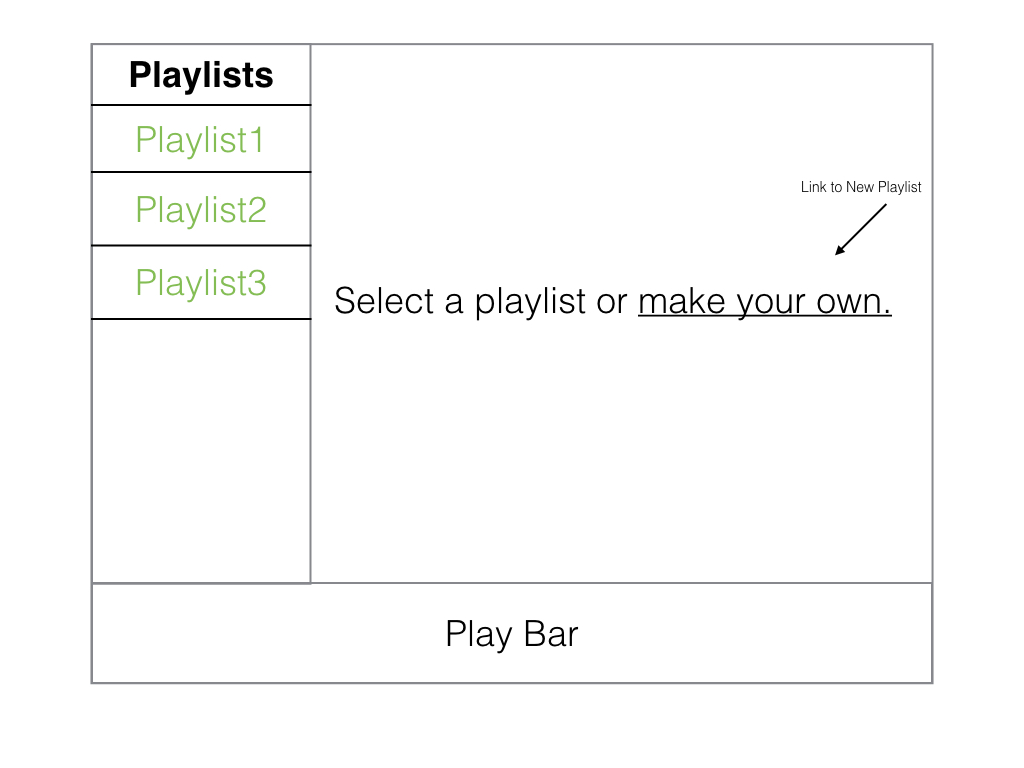 Playlists
Playlist1
Playlist2
Playlist3
Link to New Playlist
Select a playlist or make your own.
Play Bar